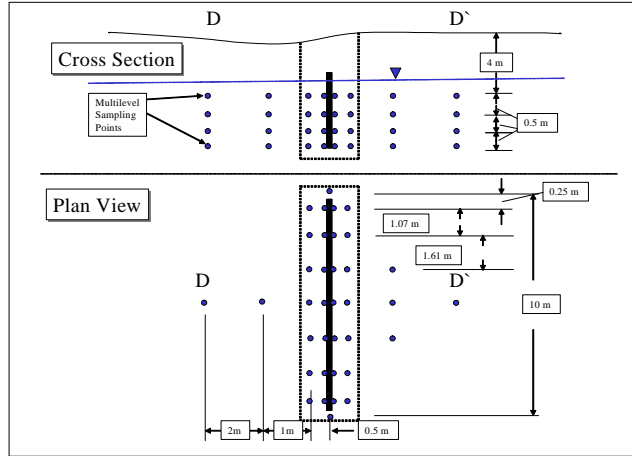 D
D`
Cross Section
4 m
Multilevel
Sampling
Points
0.5 m
Plan View
0.25 m
1.07 m
1.61 m
D
D`
10 m
2m
1m
0.5 m